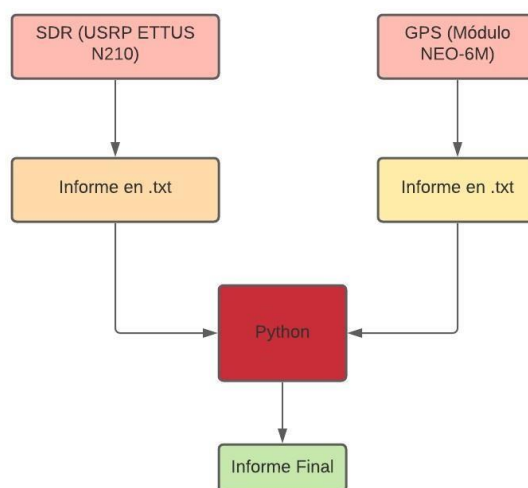 SDR (USRP ETTUS
N210)
GPS (Módulo
NEO-6M)
Informe en .txt
Informe en .txt
Python
Informe Final